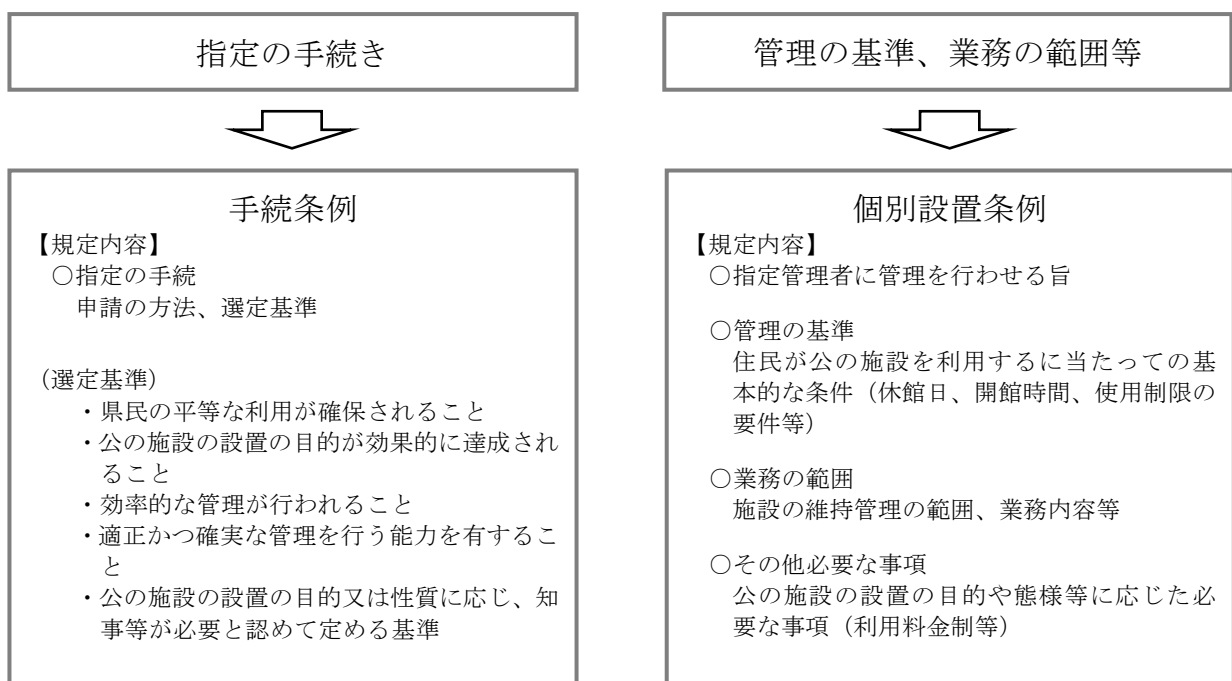 指定の手続き
手続条例
【規定内容】
○指定の手続
申請の方法、選定基準
（選定基準）
・県民の平等な利用が確保されること
・公の施設の設置の目的が効果的に達成され
ること
・効率的な管理が行われること
・適正かつ確実な管理を行う能力を有するこ
と
・公の施設の設置の目的又は性質に応じ、知
事等が必要と認めて定める基準
管理の基準、業務の範囲等
個別設置条例
【規定内容】
○指定管理者に管理を行わせる旨
○管理の基準
住民が公の施設を利用するに当たっての基
本的な条件（休館日、開館時間、使用制限の
要件等）
○業務の範囲
施設の維持管理の範囲、業務内容等
○その他必要な事項
公の施設の設置の目的や態様等に応じた必
要な事項（利用料金制等）